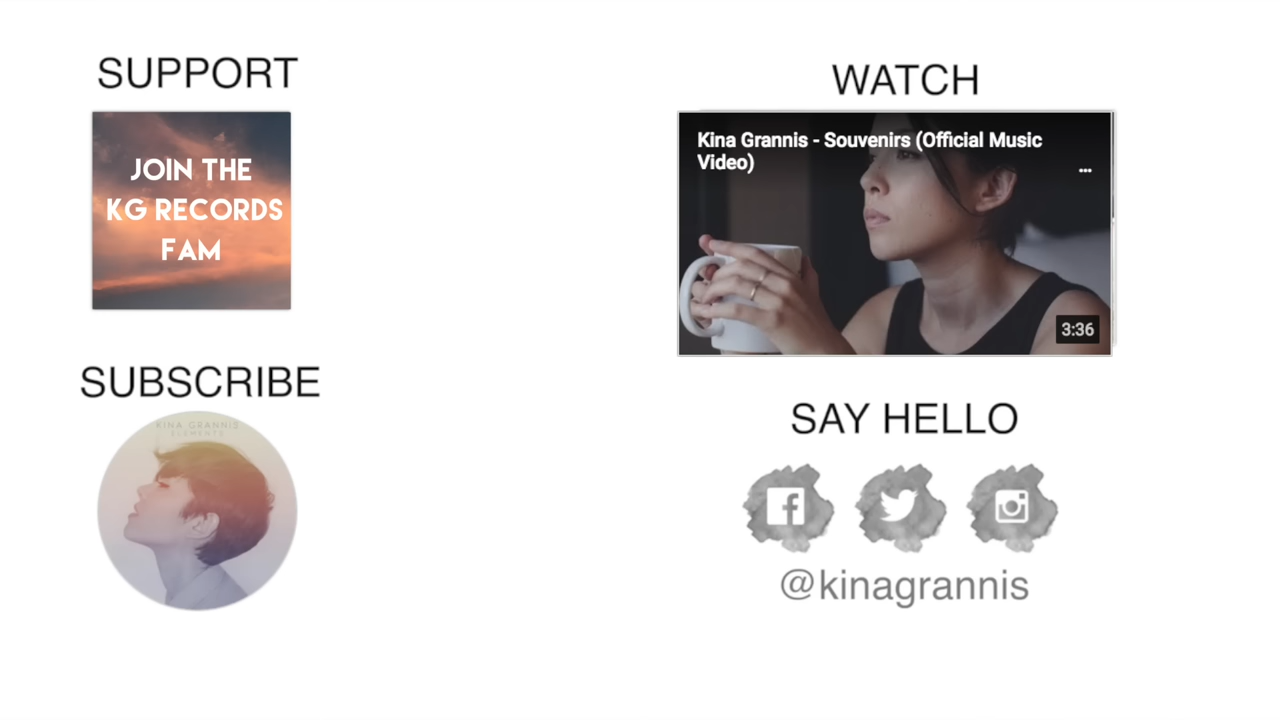 SUPPORT
JOIN THE
KG RECORDS
FAM
SUBSCRIBE
KINA GRANNIS
ELEMENTS
WATCH
Kina Grannis - Souvenirs (Official Music
Video)
3:36
SAY HELLO
@kinagrannis